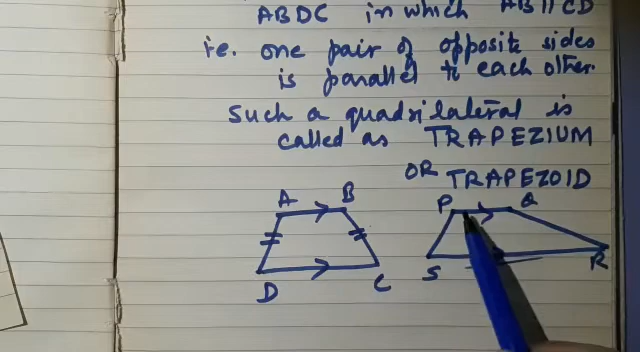 ABDC in which AB || CD
ie. one pair of opposite sides
is parallel to each other.
Such a quadrilateral is
called as TRAPEZIUM
OR TRAPEZOID
A B
D C
P Q
S R